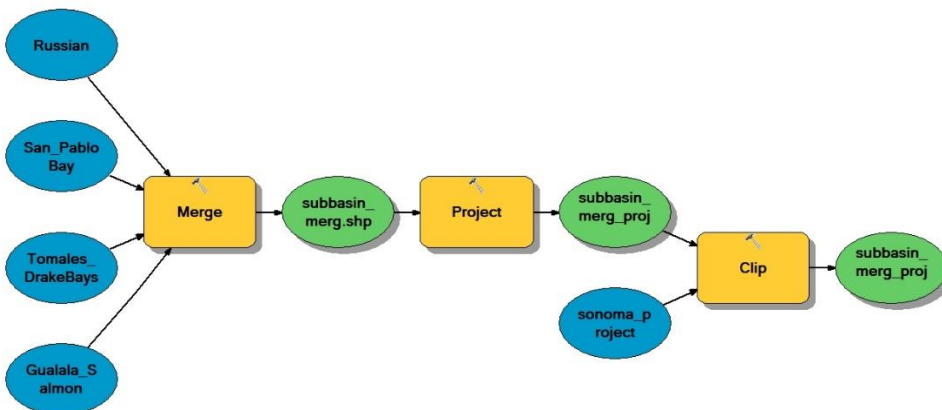 Russian
San_Pablo
Bay
Merge
subbasin_
merg.shp
Project
subbasin_
merg_proj
Tomales_
DrakeBays
Clip
subbasin_
merg_proj
sonoma_p
roject
Gualala_S
almon